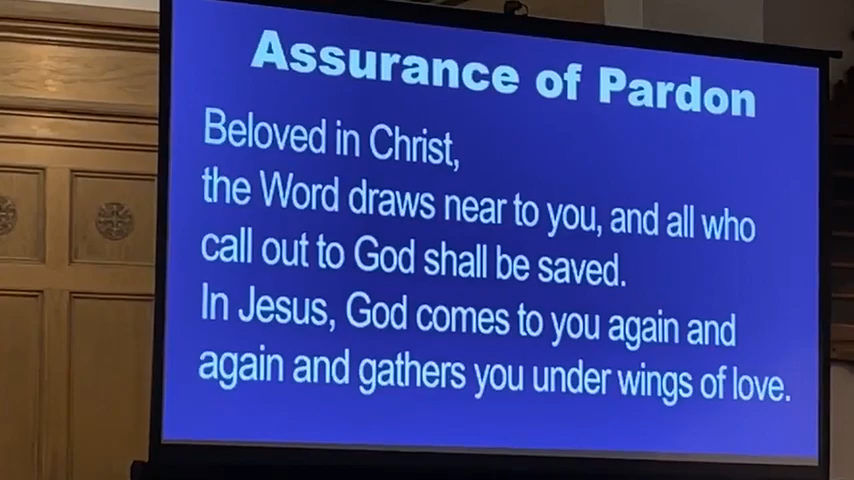 Assurance of Pardon
Beloved in Christ,
the Word draws near to you, and all who
call out to God shall be saved.
In Jesus, God comes to you again and
again and gathers you under wings of love.